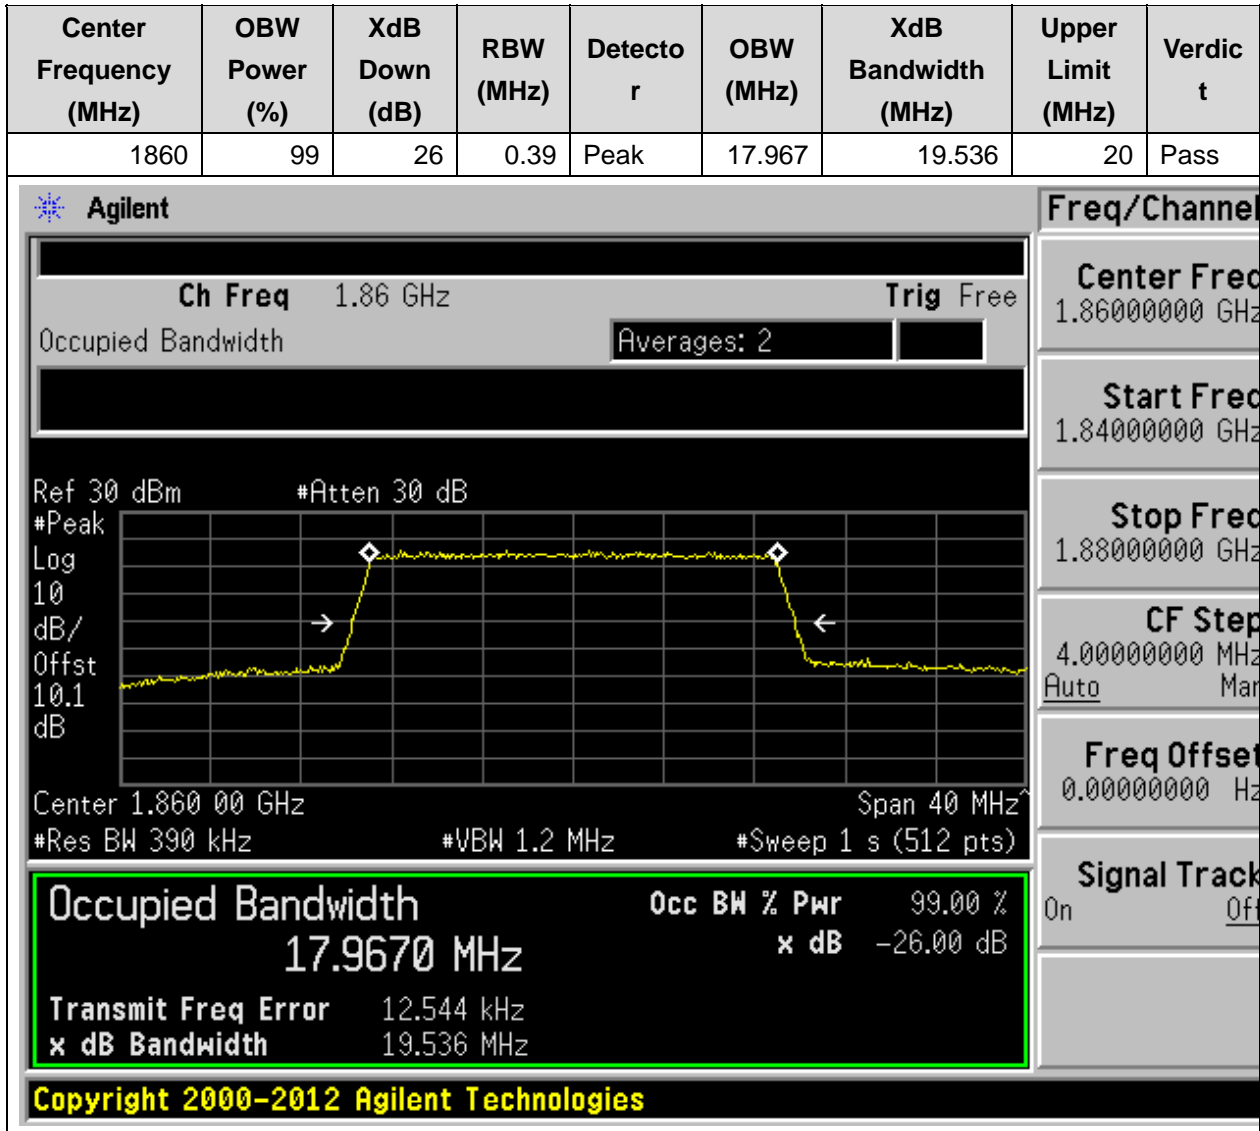 Center Frequency (MHz) OBW Power (%) XdB Down (dB) RBW (MHz) Detecto r OBW (MHz) XdB Bandwidth (MHz) Upper Limit (MHz) Verdic t
1860 99 26 0.39 Peak 17.967 19.536 20 Pass
Agilent
Freq/Channel
Ch Freq 1.86 GHz Trig Free
Occupied Bandwidth Averages: 2
Center Freq
1.86000000 GHz
Start Freq
1.84000000 GHz
Stop Freq
1.88000000 GHz
CF Step
4.00000000 MHz
Auto Man
Freq Offset
0.00000000 Hz
Signal Track
On Off
Ref 30 dBm #Atten 30 dB
#Peak
Log
10
dB/
Offst
10.1
dB
Center 1.860 00 GHz Span 40 MHz^
#Res BW 390 kHz #VBW 1.2 MHz #Sweep 1 s (512 pts)
Occupied Bandwidth
17.9670 MHz
Occ BW % Pwr 99.00 %
x dB -26.00 dB
Transmit Freq Error 12.544 kHz
x dB Bandwidth 19.536 MHz
Copyright 2000-2012 Agilent Technologies